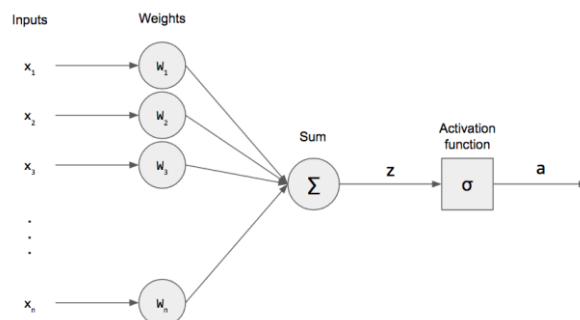 Inputs
Weights
x₁
W₁
x₂
W₂
x₃
W₃
.
.
.
xₙ
Wₙ
Sum
Σ
z
Activation
function
σ
a